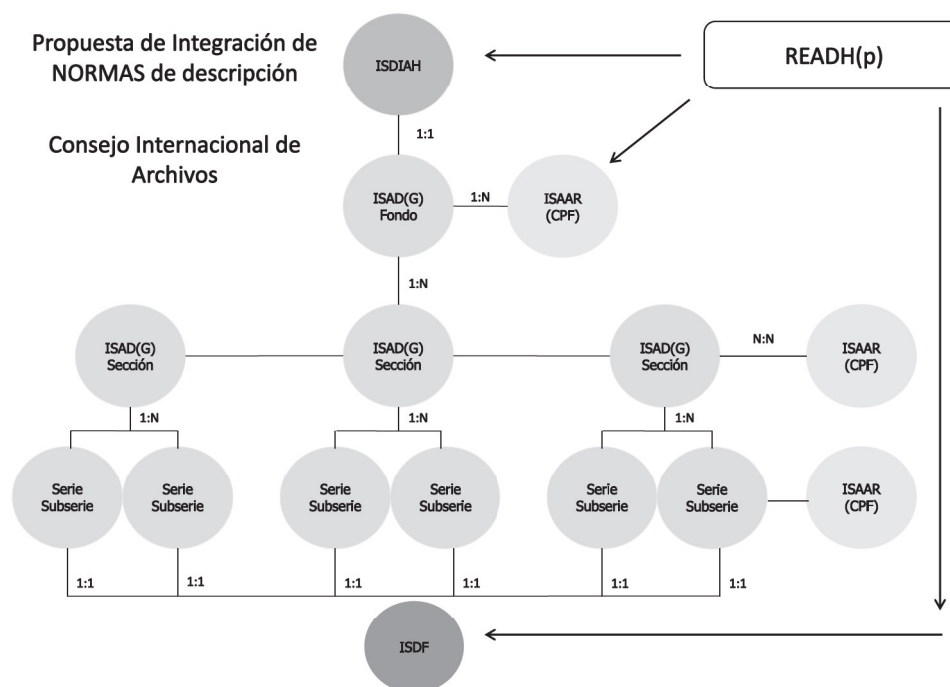 Propuesta de Integración de
NORMAS de descripción
Consejo Internacional de
Archivos
ISDIAH
READH(p)
1:1
ISAD(G)
Fondo
1:N
ISAAR
(CPF)
1:N
ISAD(G)
Sección
ISAD(G)
Sección
ISAD(G)
Sección
N:N
ISAAR
(CPF)
1:N
1:N
1:N
Serie
Subserie
Serie
Subserie
Serie
Subserie
Serie
Subserie
Serie
Subserie
Serie
Subserie
ISAAR
(CPF)
1:1
1:1
1:1
1:1
1:1
1:1
ISDF